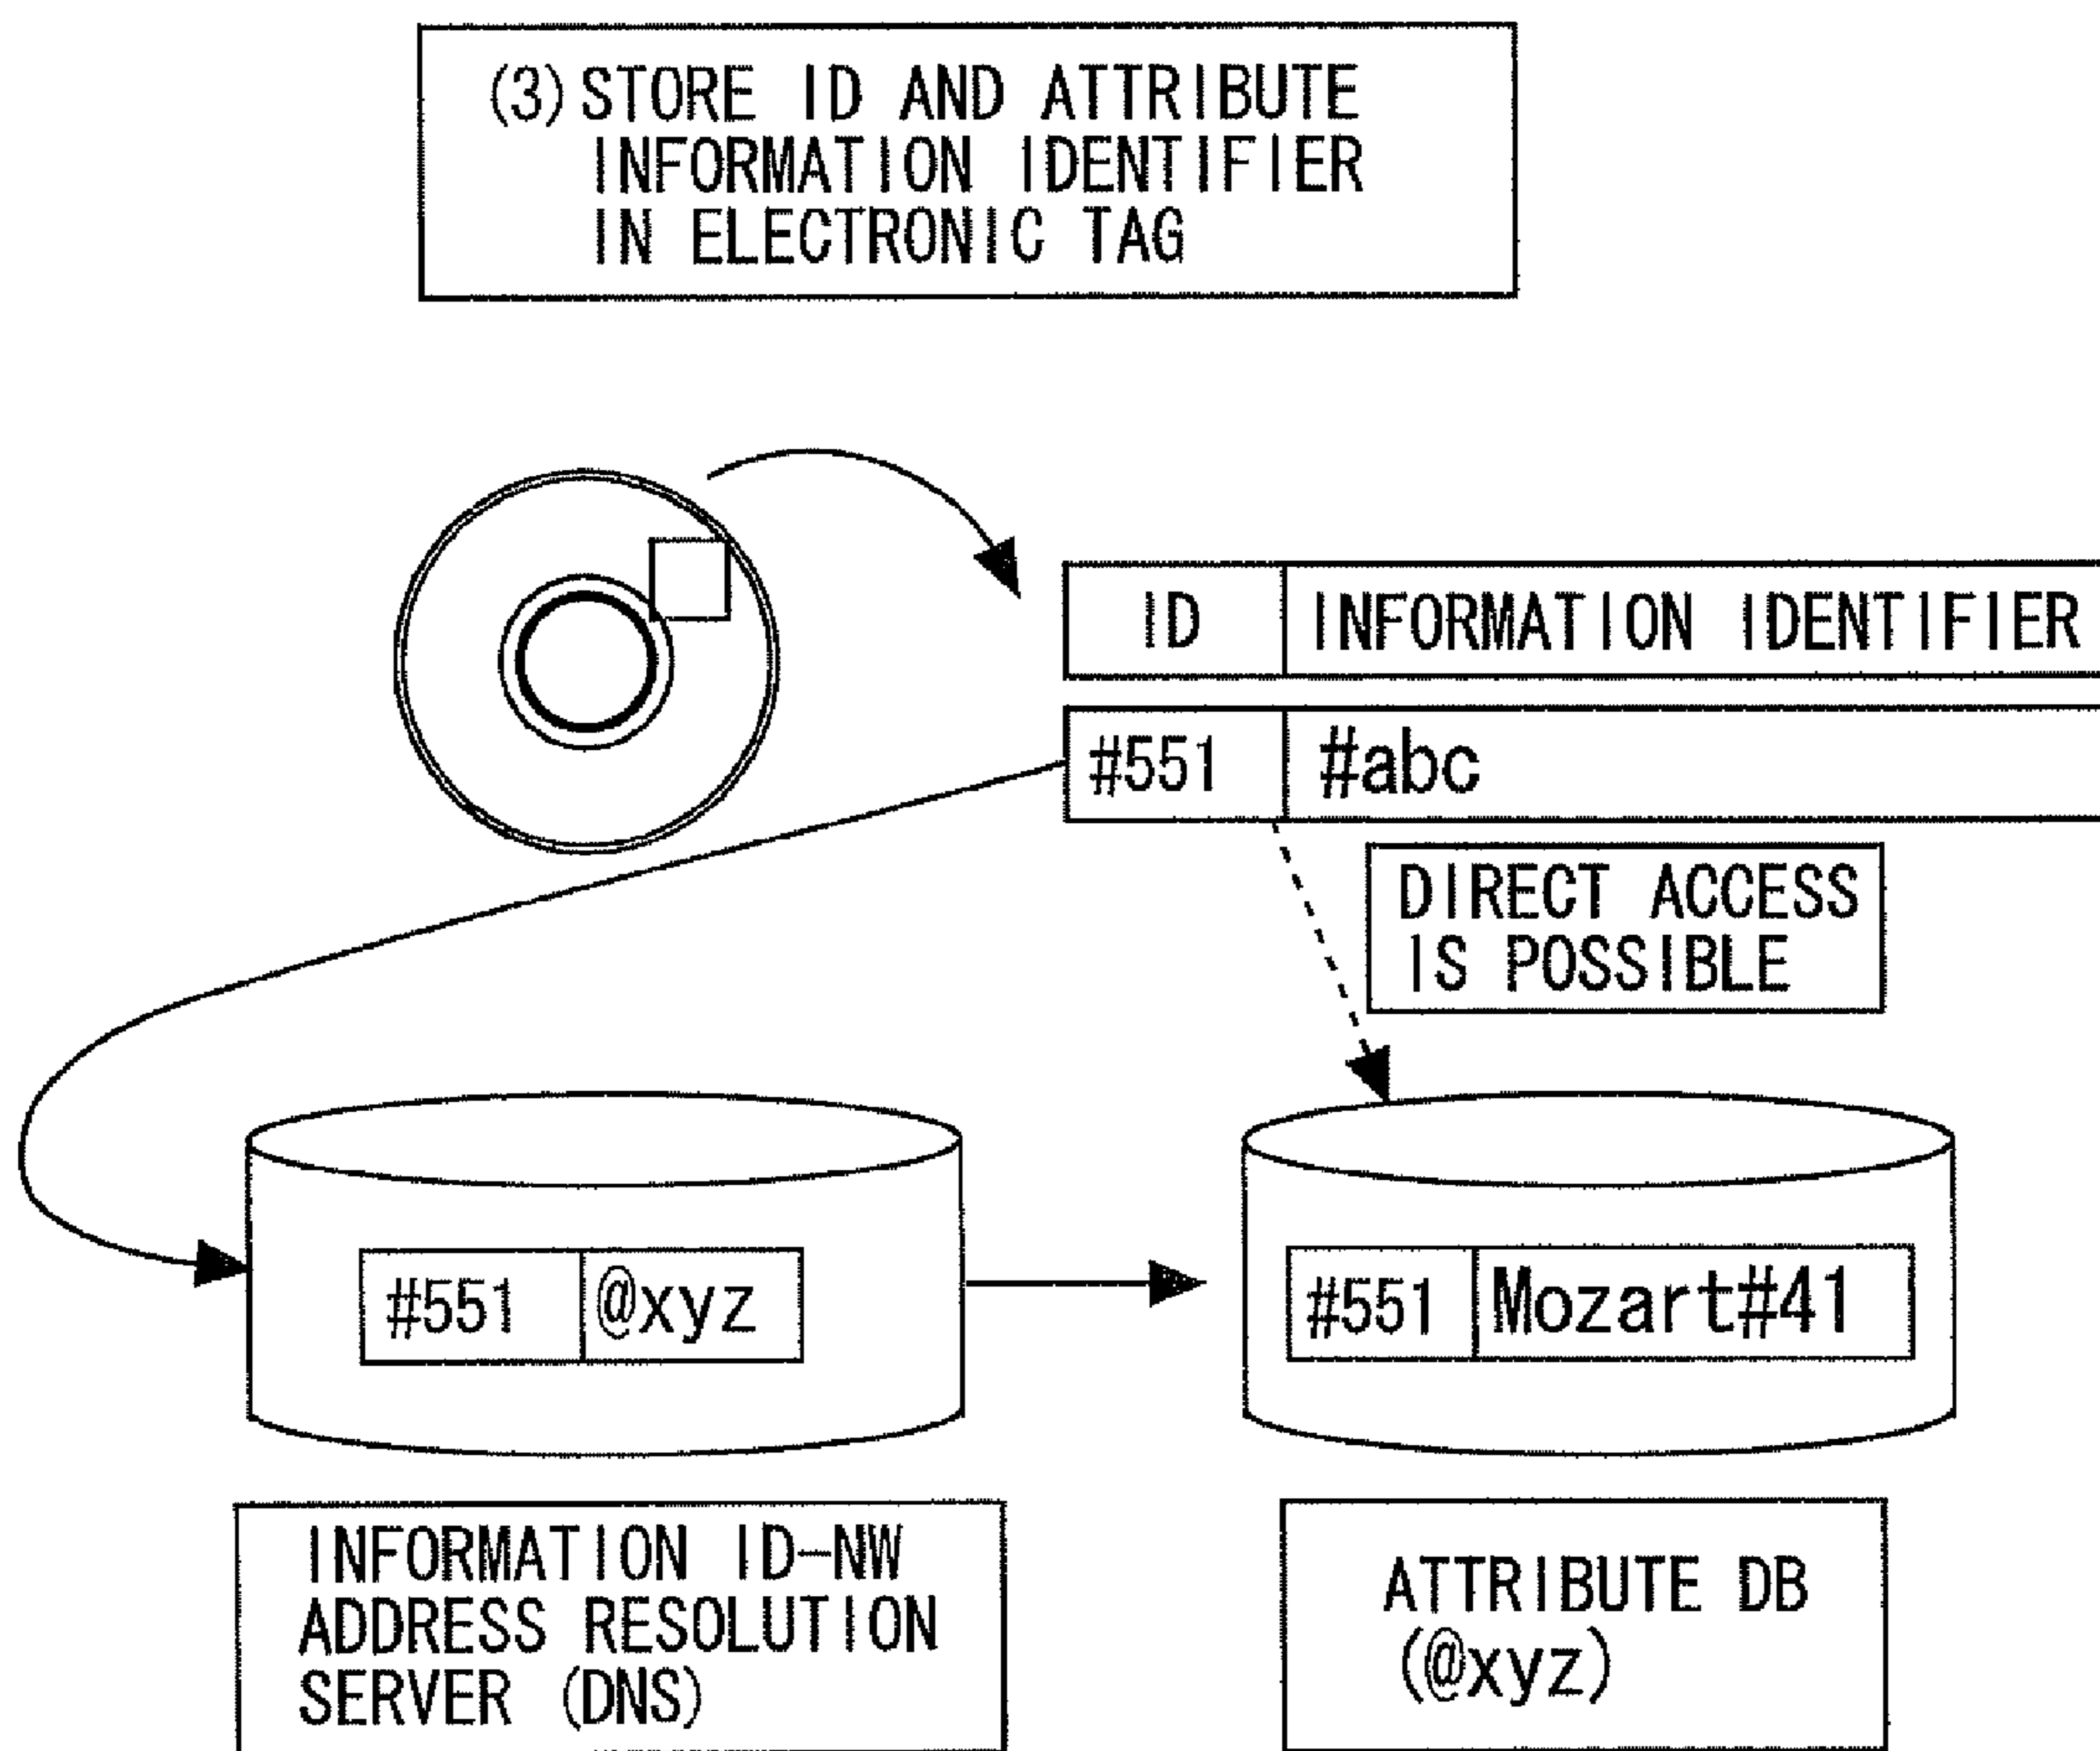 (3) STORE ID AND ATTRIBUTE
INFORMATION IDENTIFIER
IN ELECTRONIC TAG
ID INFORMATION IDENTIFIER
#551 #abc
DIRECT ACCESS
IS POSSIBLE
#551 @xyz
#551 Mozart#41
INFORMATION ID-NW
ADDRESS RESOLUTION
SERVER (DNS)
ATTRIBUTE DB
(@xyz)